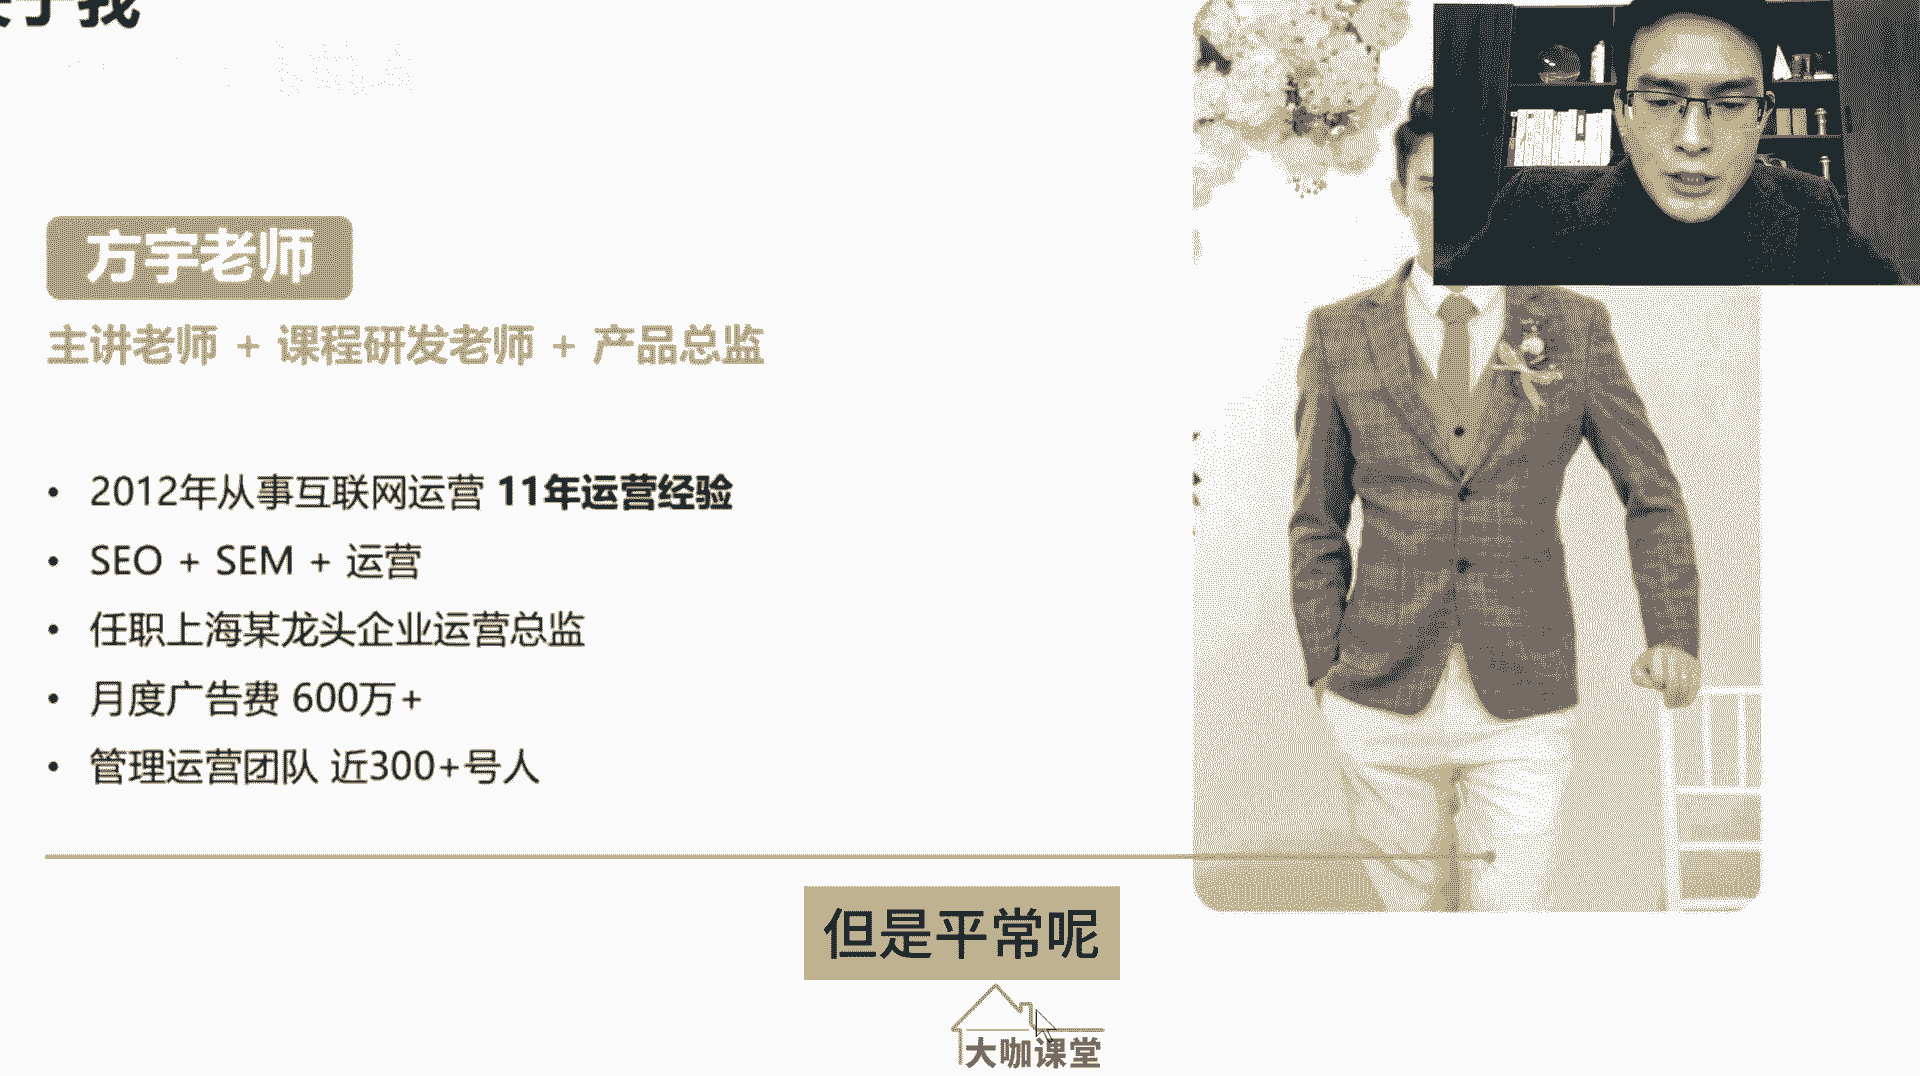 于我
方宇老师
主讲老师 + 课程研发老师 + 产品总监
• 2012年从事互联网运营 11年运营经验
• SEO + SEM + 运营
• 任职上海某龙头企业运营总监
• 月度广告费 600万+
• 管理运营团队 近300+号人
但是平常呢
大咖课堂